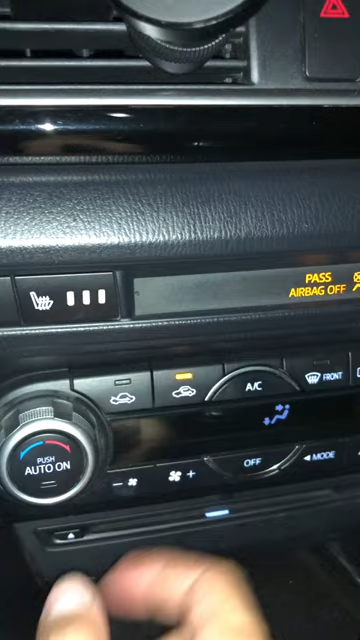 PASS
AIRBAG OFF
A/C
FRONT
PUSH
AUTO ON
OFF
MODE